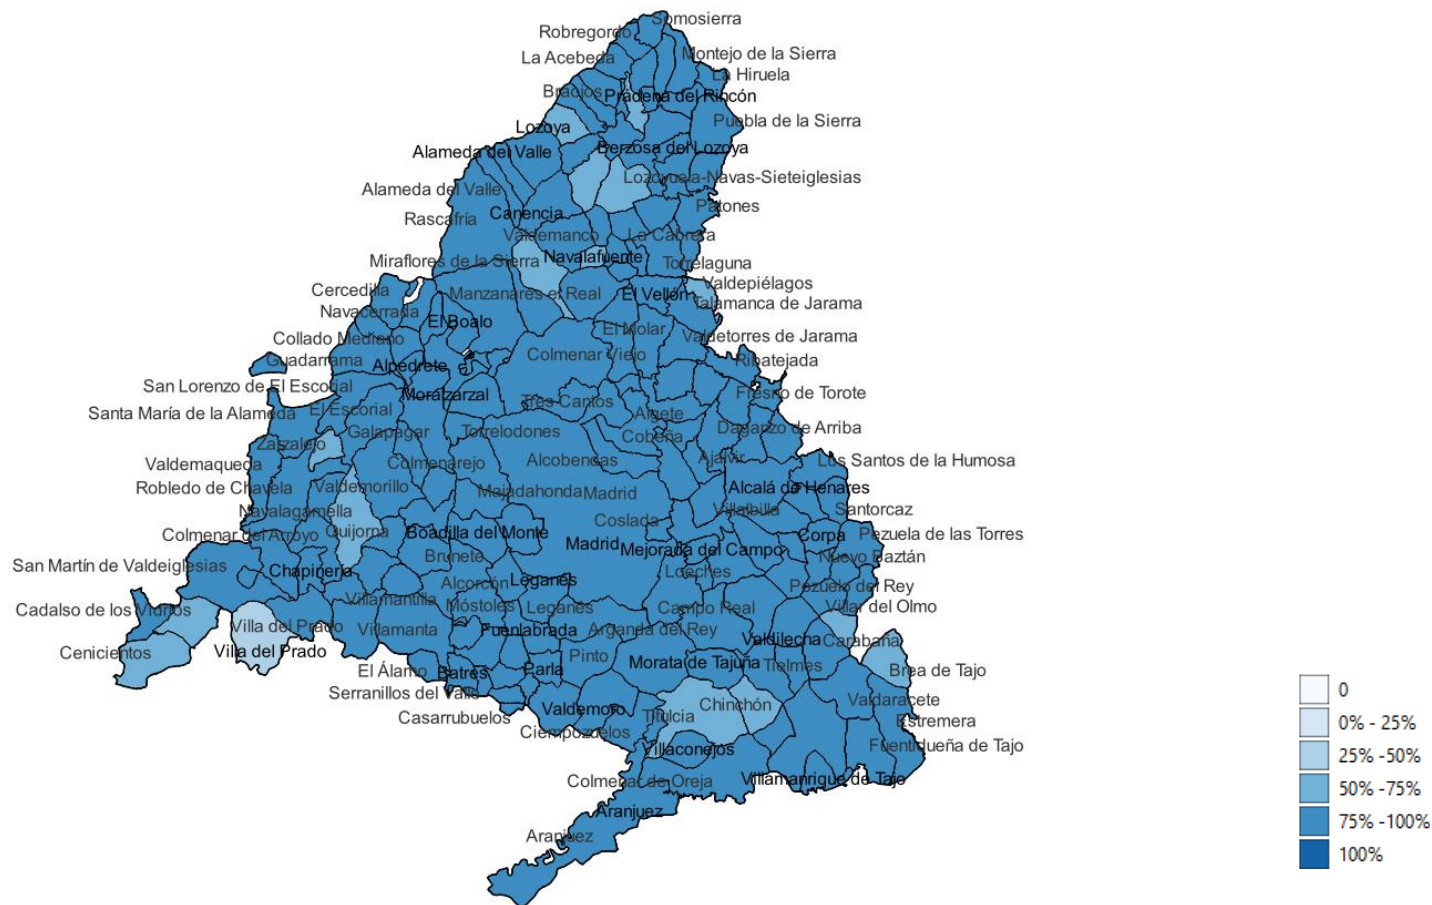 Somosierra
Robregordo
Montejo de la Sierra
La Acebeda
La Hiruela
Braojos
Prádena del Rincón
Puebla de la Sierra
Lozoya
Berzosa del Lozoya
Alameda del Valle
Lozoyuela-Navas-Sieteiglesias
Alameda del Valle
Patones
Canencia
Rascafría
Valdemanco
La Cabrera
Navalafuente
Miraflores de la Sierra
Torrelaguna
Valdepiélagos
Cercedilla
Manzanares el Real
El Vellón
Talamanca de Jarama
Navacerrada
El Boalo
El Molar
Valdetorres de Jarama
Collado Mediano
Colmenar Viejo
Guadarrama
Ribatejada
Alpedrete
San Lorenzo de El Escorial
Moralzarzal
Fresno de Torote
Tres Cantos
Santa María de la Alameda
El Escorial
Algete
Galapagar
Torrelodones
Daganzo de Arriba
Cobeña
Zarzalejo
Valdemaqueda
Colmenarejo
Alcobendas
Ajalvir
Los Santos de la Humosa
Robledo de Chavela
Valdemorillo
Majadahonda
Madrid
Alcalá de Henares
Navalagamella
Villalbilla
Santorcaz
Coslada
Colmenar del Arroyo
Quijorna
Boadilla del Monte
Corpa
Pezuela de las Torres
Madrid
Mejorada del Campo
Brunete
Nuevo Baztán
San Martín de Valdeiglesias
Chapinería
Alcorcón
Leganés
Loeches
Pozuelo del Rey
Villamantilla
Móstoles
Leganés
Campo Real
Villar del Olmo
Cadalso de los Vidrios
Villa del Prado
Villamanta
Fuenlabrada
Arganda del Rey
Valdilecha
Carabaña
Cenicientos
Villa del Prado
Pinto
Morata de Tajuña
Tielmes
El Álamo
Batres
Parla
Brea de Tajo
Serranillos del Valle
Valdemoro
Chinchón
Valdaracete
Casarrubuelos
Titulcia
Estremera
Ciempozuelos
Villaconejos
Fuentidueña de Tajo
Colmenar de Oreja
Villamanrique de Tajo
Aranjuez
Aranjuez
0
0% - 25%
25% -50%
50% -75%
75% -100%
100%